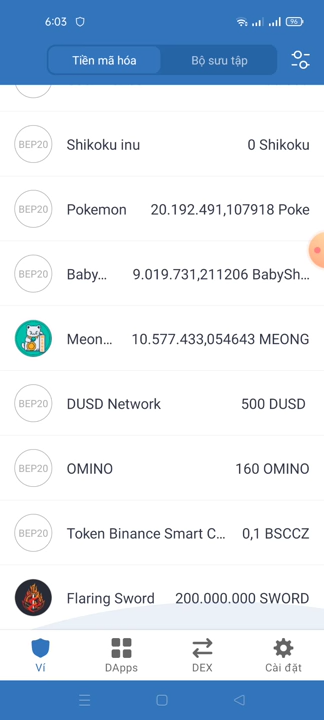 6:03
96
Tiền mã hóa
Bộ sưu tập
BEP20 Shikoku inu 0 Shikoku
BEP20 Pokemon 20.192.491,107918 Poke
BEP20 Baby... 9.019.731,211206 BabySh...
Meon... 10.577.433,054643 MEONG
BEP20 DUSD Network 500 DUSD
BEP20 OMINO 160 OMINO
BEP20 Token Binance Smart C... 0,1 BSCCZ
Flaring Sword 200.000.000 SWORD
Ví DApps DEX Cài đặt